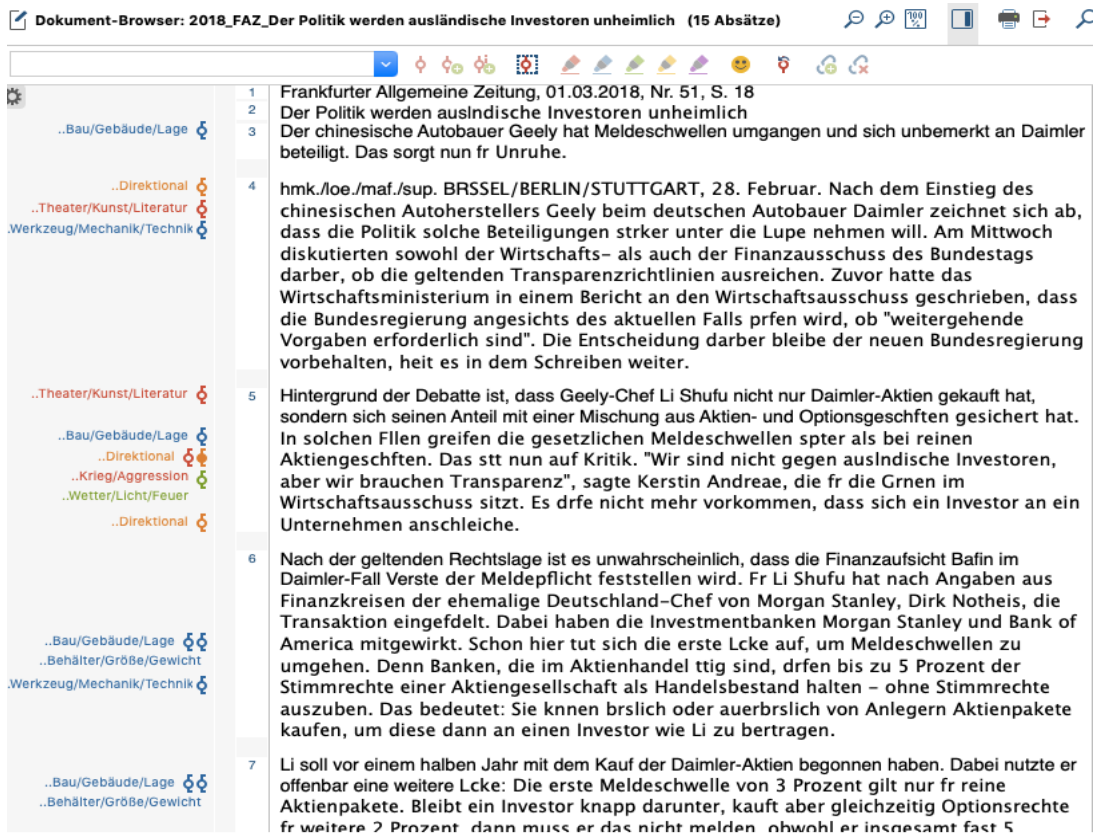 Dokument-Browser: 2018_FAZ_Der Politik werden ausländische Investoren unheimlich (15 Absätze)
100 %
1 Frankfurter Allgemeine Zeitung, 01.03.2018, Nr. 51, S. 18
2 Der Politik werden auslndische Investoren unheimlich
..Bau/Gebäude/Lage
3 Der chinesische Autobauer Geely hat Meldeschwellen umgangen und sich unbemerkt an Daimler
beteiligt. Das sorgt nun fr Unruhe.
..Direktional
..Theater/Kunst/Literatur
.Werkzeug/Mechanik/Technik
4 hmk./loe./maf./sup. BRSSEL/BERLIN/STUTTGART, 28. Februar. Nach dem Einstieg des
chinesischen Autoherstellers Geely beim deutschen Autobauer Daimler zeichnet sich ab,
dass die Politik solche Beteiligungen strker unter die Lupe nehmen will. Am Mittwoch
diskutierten sowohl der Wirtschafts– als auch der Finanzausschuss des Bundestags
darber, ob die geltenden Transparenzrichtlinien ausreichen. Zuvor hatte das
Wirtschaftsministerium in einem Bericht an den Wirtschaftsausschuss geschrieben, dass
die Bundesregierung angesichts des aktuellen Falls prfen wird, ob "weitergehende
Vorgaben erforderlich sind". Die Entscheidung darber bleibe der neuen Bundesregierung
vorbehalten, heit es in dem Schreiben weiter.
..Theater/Kunst/Literatur
..Bau/Gebäude/Lage
..Direktional
..Krieg/Aggression
..Wetter/Licht/Feuer
..Direktional
5 Hintergrund der Debatte ist, dass Geely-Chef Li Shufu nicht nur Daimler-Aktien gekauft hat,
sondern sich seinen Anteil mit einer Mischung aus Aktien- und Optionsgeschften gesichert hat.
In solchen Fllen greifen die gesetzlichen Meldeschwellen spter als bei reinen
Aktiengeschften. Das stt nun auf Kritik. "Wir sind nicht gegen auslndische Investoren,
aber wir brauchen Transparenz", sagte Kerstin Andreae, die fr die Grnen im
Wirtschaftsausschuss sitzt. Es drfe nicht mehr vorkommen, dass sich ein Investor an ein
Unternehmen anschleiche.
..Bau/Gebäude/Lage
..Behälter/Größe/Gewicht
.Werkzeug/Mechanik/Technik
6 Nach der geltenden Rechtslage ist es unwahrscheinlich, dass die Finanzaufsicht Bafin im
Daimler-Fall Verste der Meldepflicht feststellen wird. Fr Li Shufu hat nach Angaben aus
Finanzkreisen der ehemalige Deutschland–Chef von Morgan Stanley, Dirk Notheis, die
Transaktion eingefdelt. Dabei haben die Investmentbanken Morgan Stanley und Bank of
America mitgewirkt. Schon hier tut sich die erste Lcke auf, um Meldeschwellen zu
umgehen. Denn Banken, die im Aktienhandel ttig sind, drfen bis zu 5 Prozent der
Stimmrechte einer Aktiengesellschaft als Handelsbestand halten – ohne Stimmrechte
auszuben. Das bedeutet: Sie knnen brslich oder auerbrslich von Anlegern Aktienpakete
kaufen, um diese dann an einen Investor wie Li zu bertragen.
..Bau/Gebäude/Lage
..Behälter/Größe/Gewicht
7 Li soll vor einem halben Jahr mit dem Kauf der Daimler-Aktien begonnen haben. Dabei nutzte er
offenbar eine weitere Lcke: Die erste Meldeschwelle von 3 Prozent gilt nur fr reine
Aktienpakete. Bleibt ein Investor knapp darunter, kauft aber gleichzeitig Optionsrechte
fr weitere 2 Prozent, dann muss er das nicht melden, obwohl er insgesamt fast 5